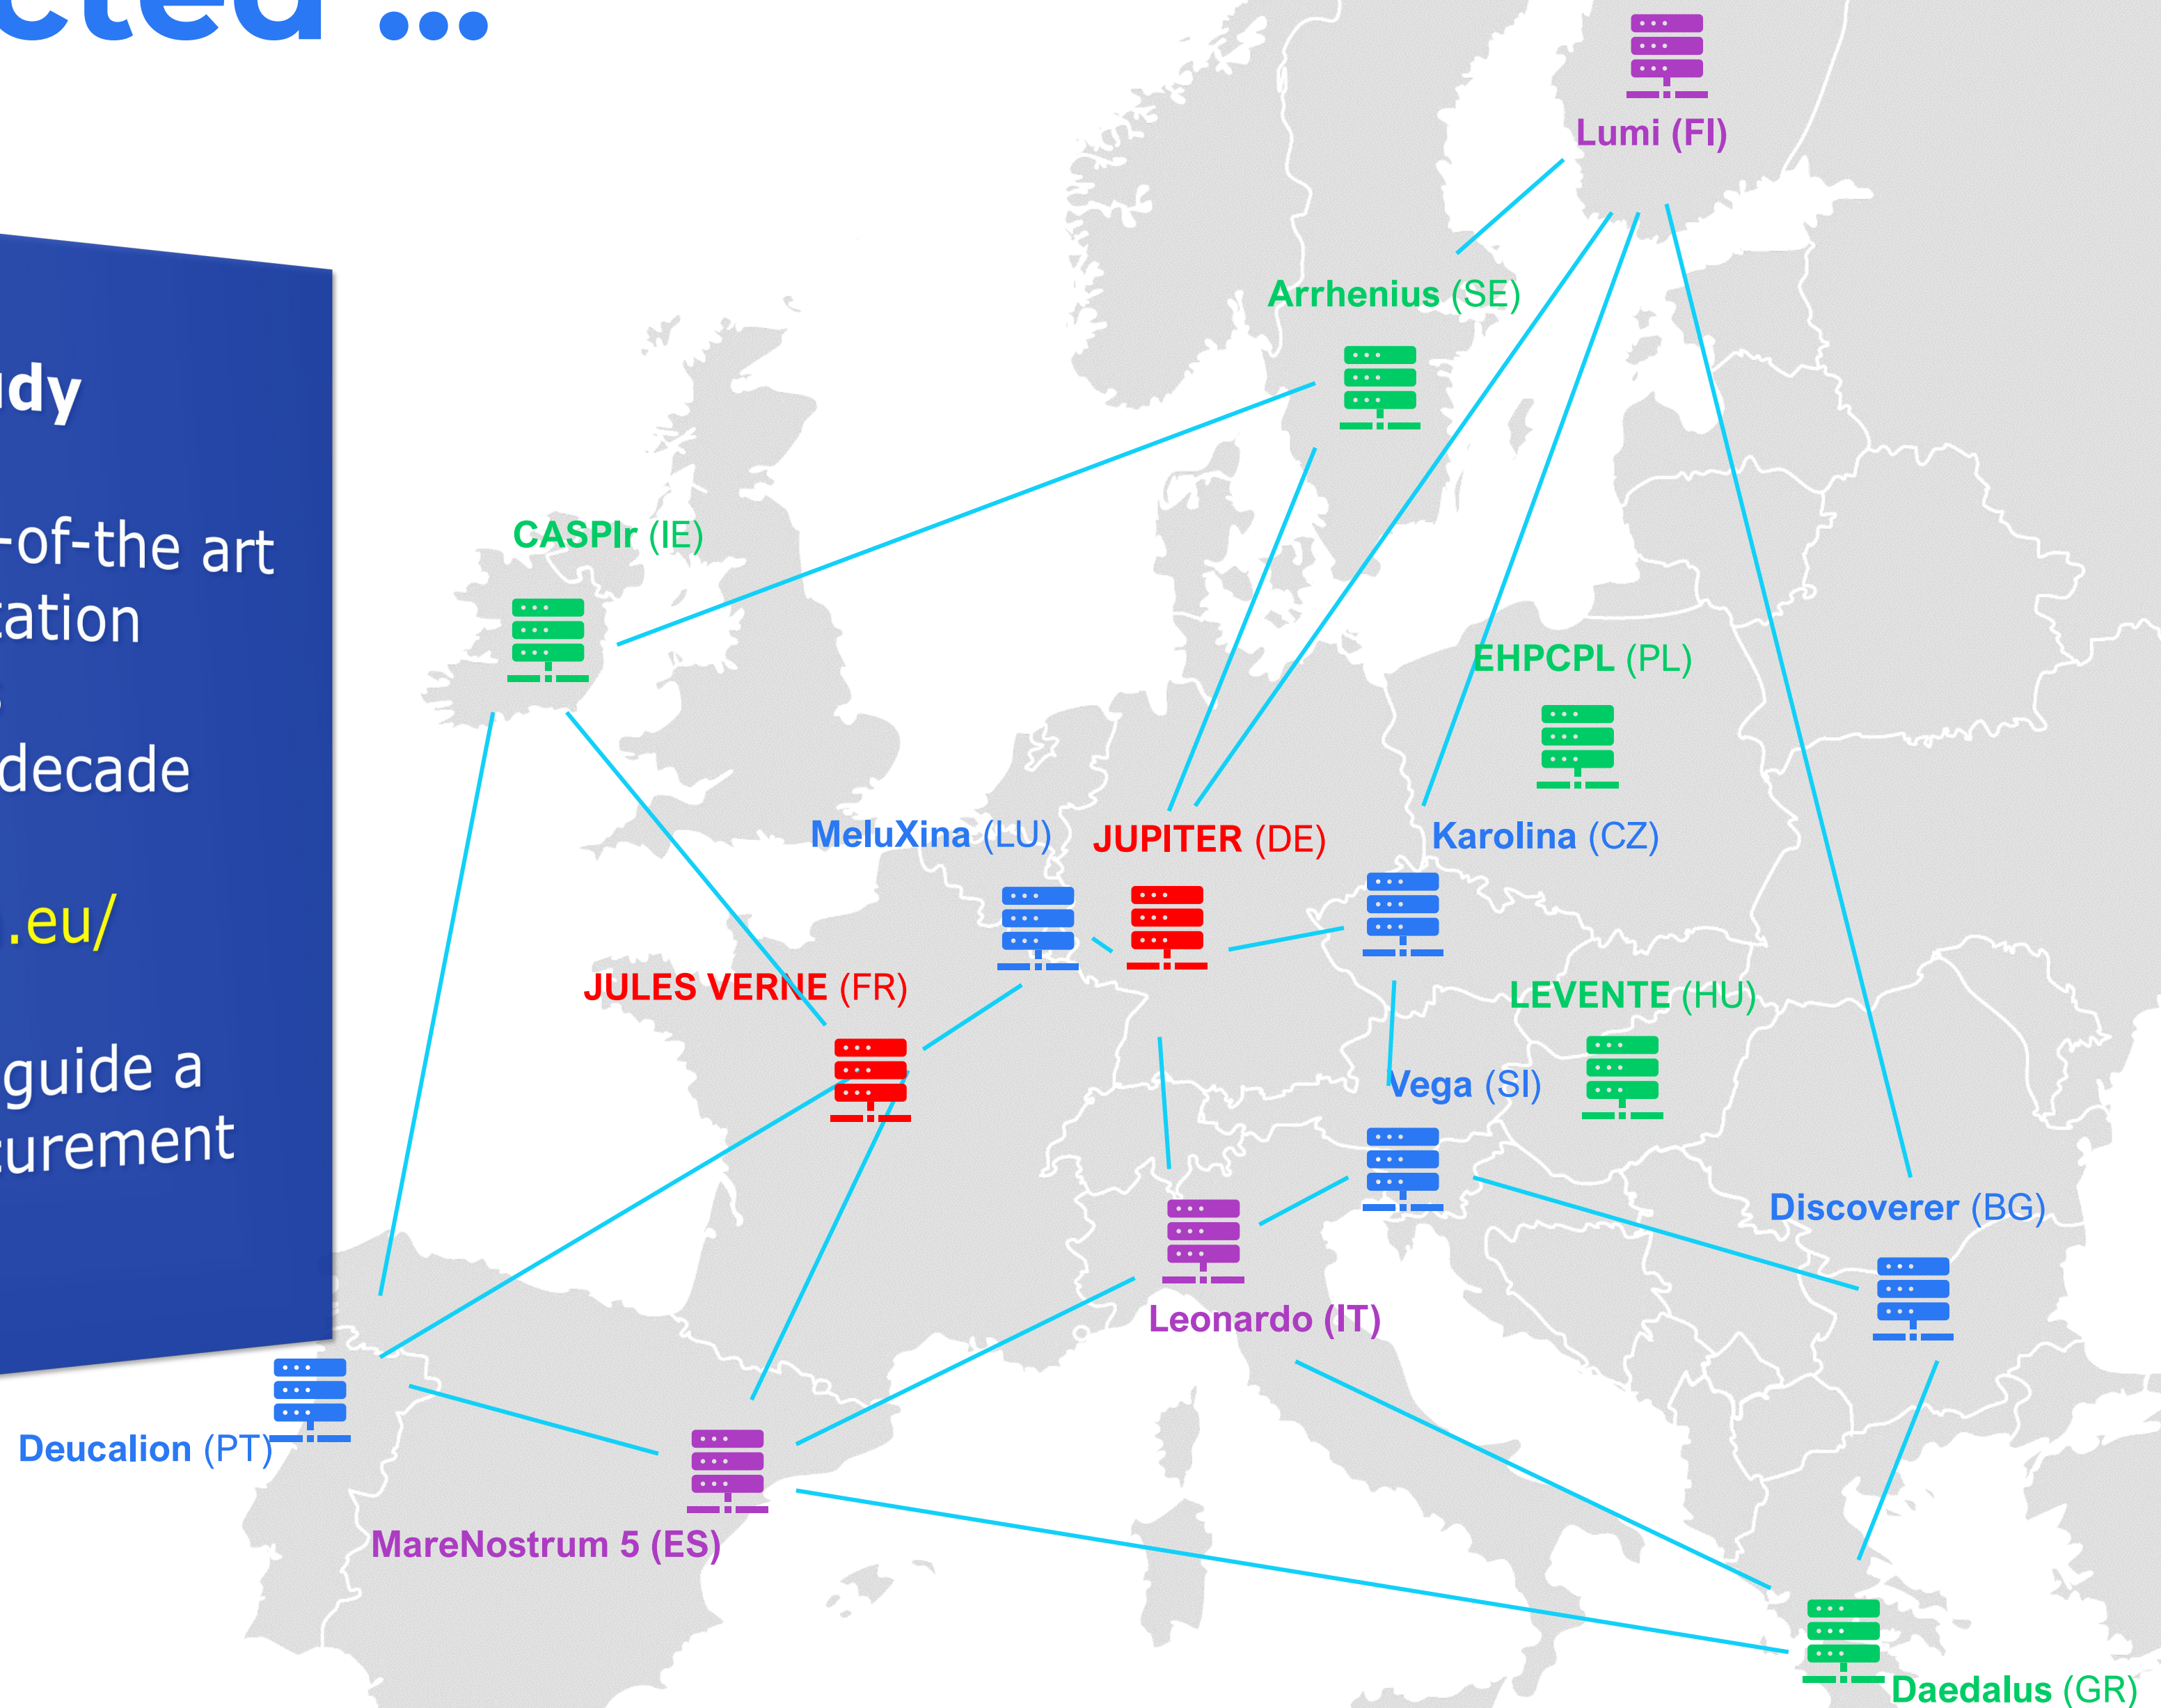 cted ...
udy
-of-the art
tation
s
decade
.eu/
guide a
curement
Lumi (FI)
Arrhenius (SE)
CASPIr (IE)
EHPCPL (PL)
MeluXina (LU)
JUPITER (DE)
Karolina (CZ)
JULES VERNE (FR)
LEVENTE (HU)
Vega (SI)
Discoverer (BG)
Leonardo (IT)
Deucalion (PT)
MareNostrum 5 (ES)
Daedalus (GR)